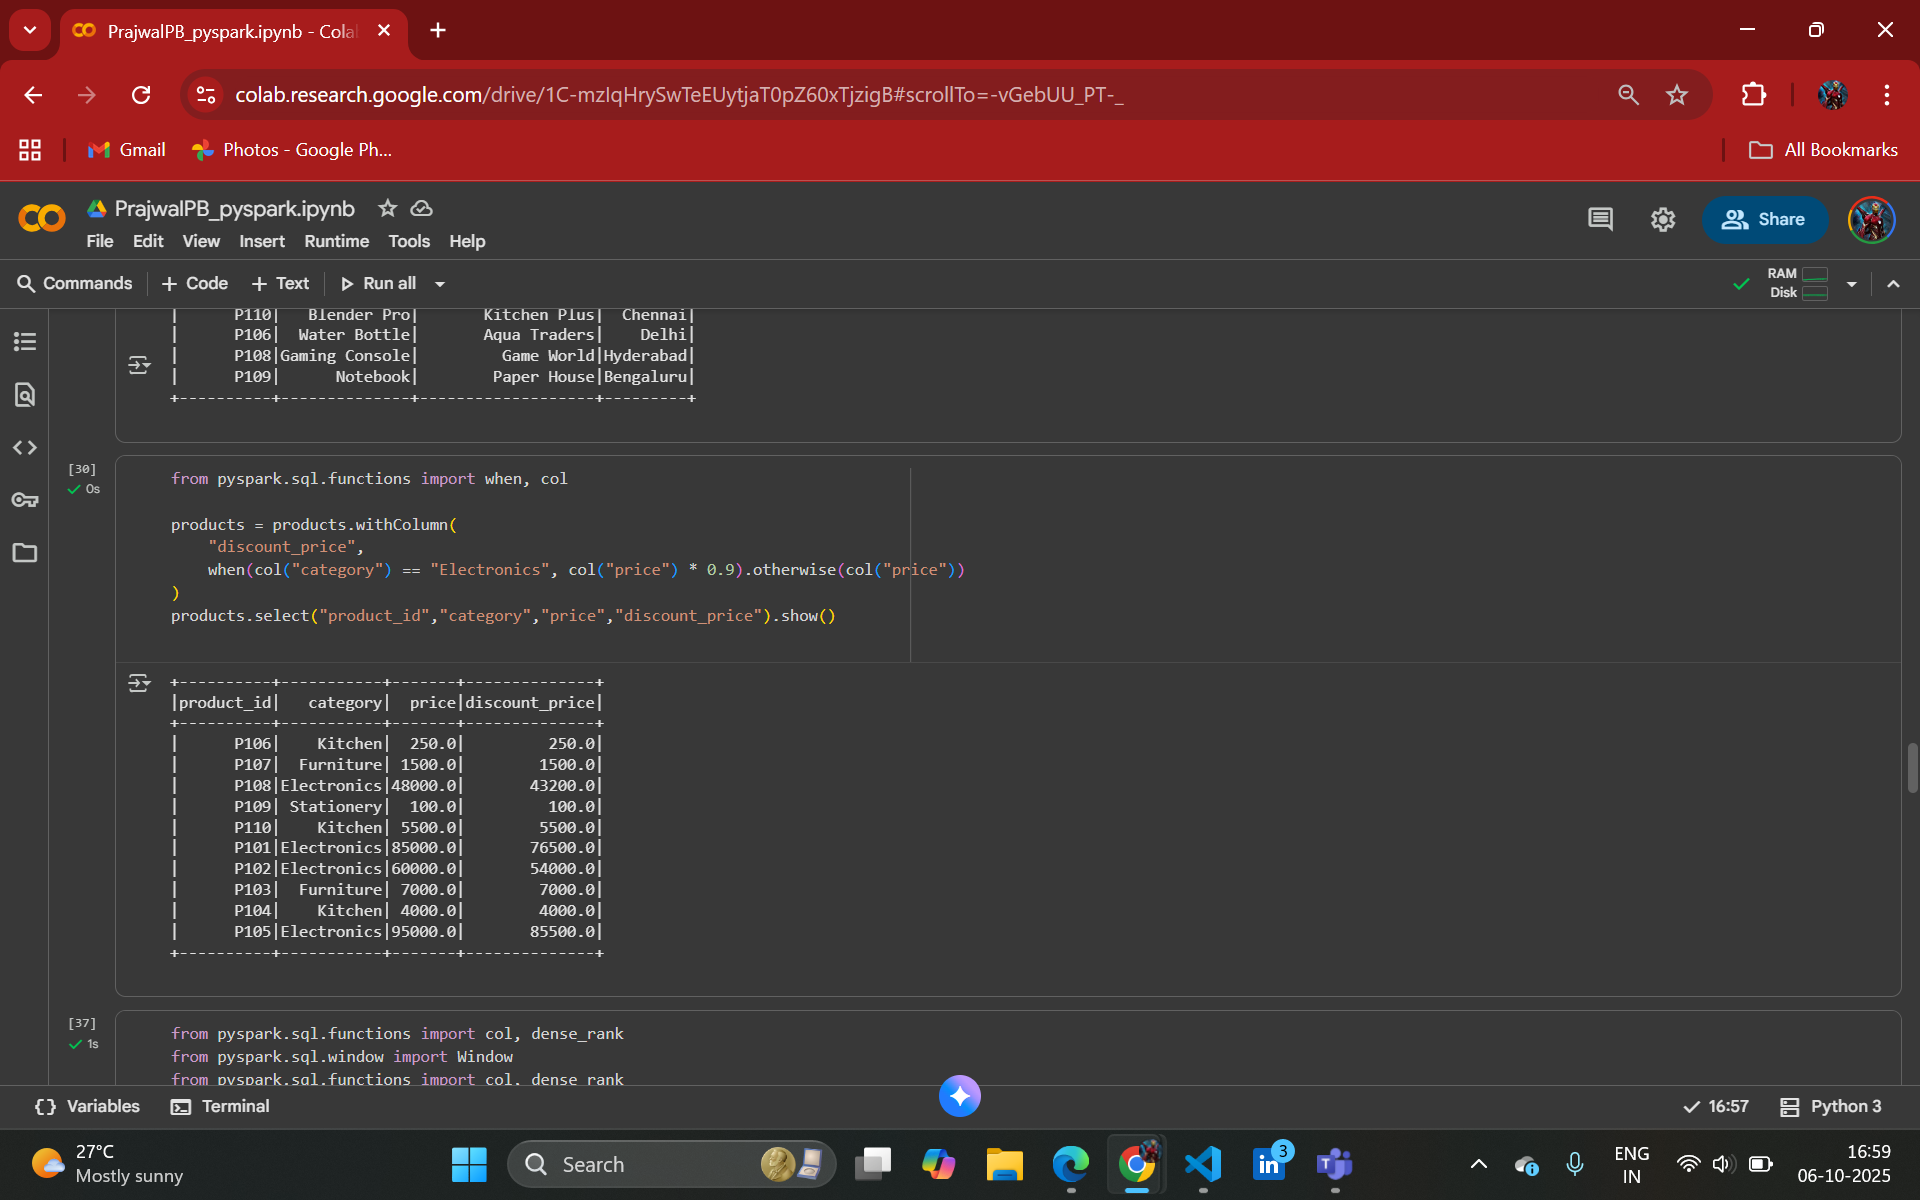 PrajwalPB_pyspark.ipynb - Cola
colab.research.google.com/drive/1C-mzIqHrySwTeEUytjaT0pZ60xTjzigB#scrollTo=-vGebUU_PT-_
Gmail
Photos - Google Ph...
All Bookmarks
PrajwalPB_pyspark.ipynb
File Edit View Insert Runtime Tools Help
Share
Commands + Code + Text Run all
RAM
Disk
| P110| Blender Pro| Kitchen Plus| Chennai|
| P106| Water Bottle| Aqua Traders| Delhi|
| P108|Gaming Console| Game World|Hyderabad|
| P109| Notebook| Paper House|Bengaluru|
+----------+--------------+-------------------+---------+
[30]
0s
from pyspark.sql.functions import when, col
products = products.withColumn(
"discount_price",
when(col("category") == "Electronics", col("price") * 0.9).otherwise(col("price"))
)
products.select("product_id","category","price","discount_price").show()
+----------+-----------+-------+--------------+
|product_id| category| price|discount_price|
+----------+-----------+-------+--------------+
| P106| Kitchen| 250.0| 250.0|
| P107| Furniture| 1500.0| 1500.0|
| P108|Electronics|48000.0| 43200.0|
| P109| Stationery| 100.0| 100.0|
| P110| Kitchen| 5500.0| 5500.0|
| P101|Electronics|85000.0| 76500.0|
| P102|Electronics|60000.0| 54000.0|
| P103| Furniture| 7000.0| 7000.0|
| P104| Kitchen| 4000.0| 4000.0|
| P105|Electronics|95000.0| 85500.0|
+----------+-----------+-------+--------------+
[37]
1s
from pyspark.sql.functions import col, dense_rank
from pyspark.sql.window import Window
from pyspark.sql.functions import col, dense_rank
Variables
Terminal
16:57
Python 3
27°C
Mostly sunny
Search
3
ENG
IN
16:59
06-10-2025